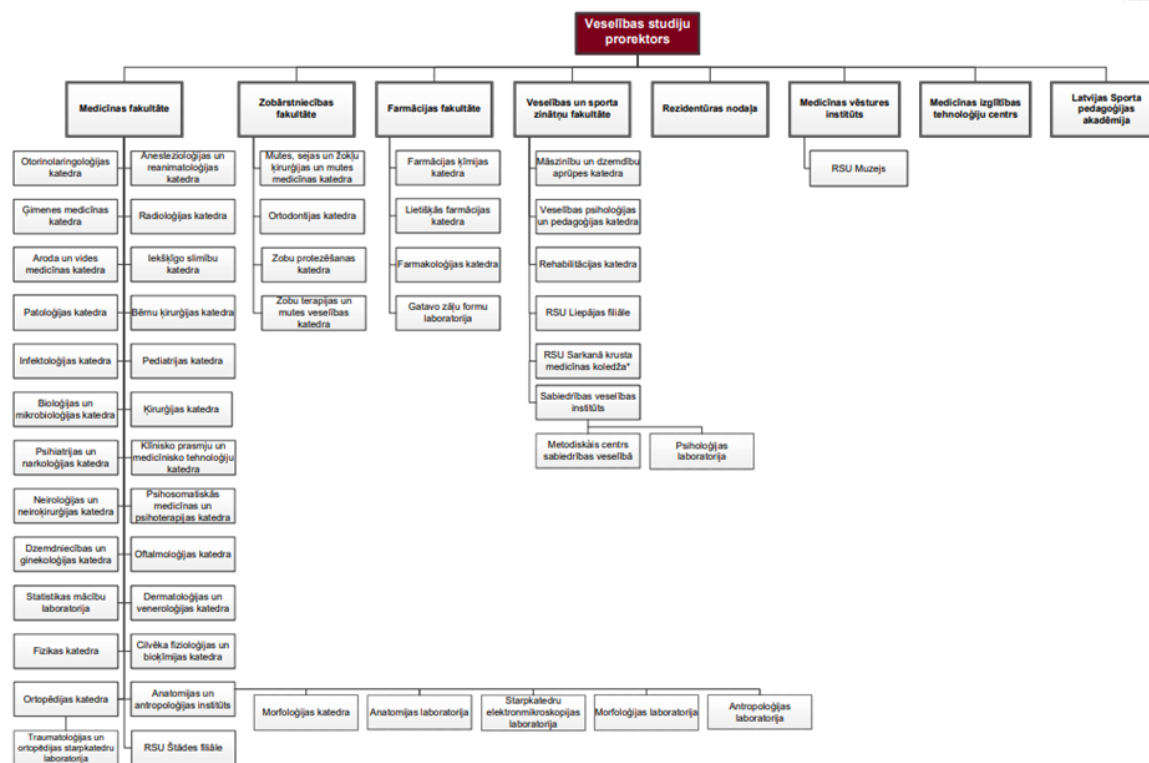 Veselības studiju
prorektors
Medicīnas fakultāte
Zobārstniecības
fakultāte
Farmācijas fakultāte
Veselības un sporta
zinātņu fakultāte
Rezidentūras nodaļa
Medicīnas vēstures
institūts
Medicīnas izglītības
tehnoloģiju centrs
Latvijas Sporta
pedagoģijas
akadēmija
Otorinolaringoloģijas
katedra
Anestezioloģijas un
reanimatoloģijas
katedra
Ģimenes medicīnas
katedra
Radioloģijas katedra
Aroda un vides
medicīnas katedra
Iekšķīgo slimību
katedra
Patoloģijas katedra
Bērnu ķirurģijas katedra
Infektoloģijas katedra
Pediatrijas katedra
Bioloģijas un
mikrobioloģijas katedra
Ķirurģijas katedra
Psihiatrijas un
narkoloģijas katedra
Klīnisko prasmju un
medicīnisko tehnoloģiju
katedra
Neiroloģijas un
neiroķirurģijas katedra
Psihosomatiskās
medicīnas un
psihoterapijas katedra
Dzemdniecības un
ginekoloģijas katedra
Oftalmoloģijas katedra
Statistikas mācību
laboratorija
Dermatoloģijas un
veneroloģijas katedra
Fizikas katedra
Cilvēka fizioloģijas un
bioķīmijas katedra
Ortopēdijas katedra
Anatomijas un
antropoloģijas institūts
Traumatoloģijas un
ortopēdijas starpkatedru
laboratorija
RSU Štādes filiāle
Morfoloģijas katedra
Anatomijas laboratorija
Starpkatedru
elektronmikroskopijas
laboratorija
Morfoloģijas laboratorija
Antropoloģijas
laboratorija
Mutes, sejas un žokļu
ķirurģijas un mutes
medicīnas katedra
Ortodontijas katedra
Zobu protezēšanas
katedra
Zobu terapijas un
mutes veselības
katedra
Farmācijas ķīmijas
katedra
Lietišķās farmācijas
katedra
Farmakoloģijas katedra
Gatavo zāļu formu
laboratorija
Māszinību un dzemdību
aprūpes katedra
Veselības psiholoģijas
un pedagoģijas katedra
Rehabilitācijas katedra
RSU Liepājas filiāle
RSU Sarkanā krusta
medicīnas koledža*
Sabiedrības veselības
institūts
Metodiskais centrs
sabiedrības veselībā
Psiholoģijas
laboratorija
RSU Muzejs